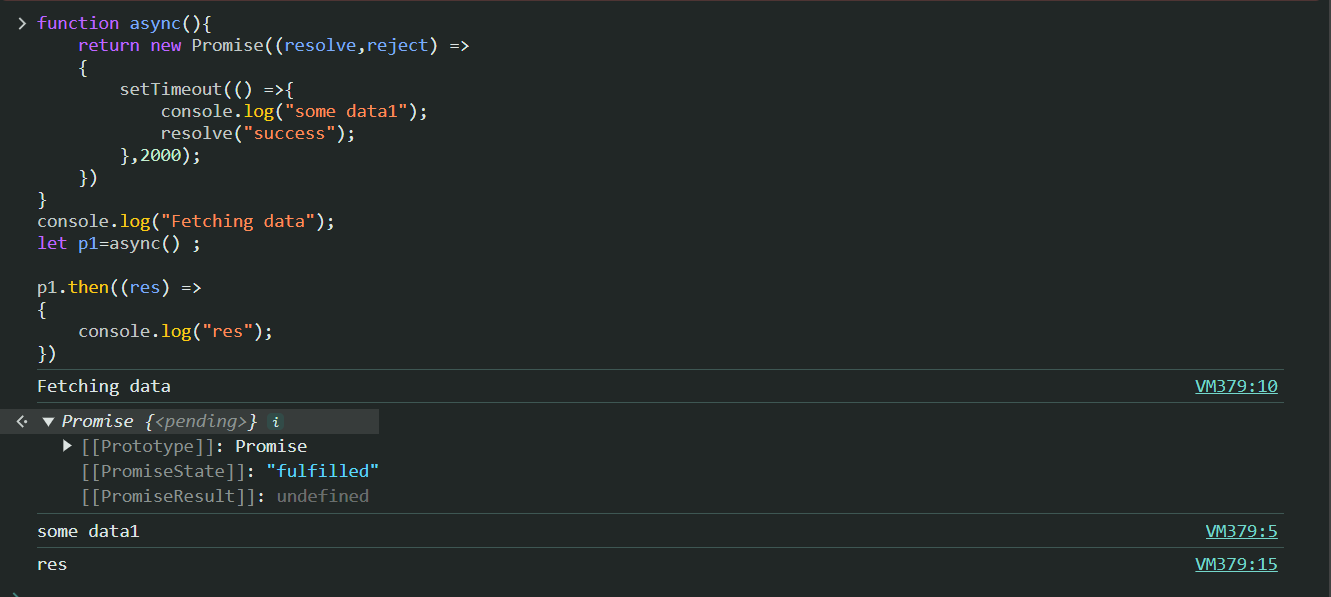 function async(){
    return new Promise((resolve,reject) =>
    {
        setTimeout(() =>{
            console.log("some data1");
            resolve("success");
        },2000);
    })
}
console.log("Fetching data");
let p1=async() ;
p1.then((res) =>
{
    console.log("res");
})
Fetching data VM379:10
Promise {<pending>} i
[[Prototype]]: Promise
[[PromiseState]]: "fulfilled"
[[PromiseResult]]: undefined
some data1 VM379:5
res VM379:15